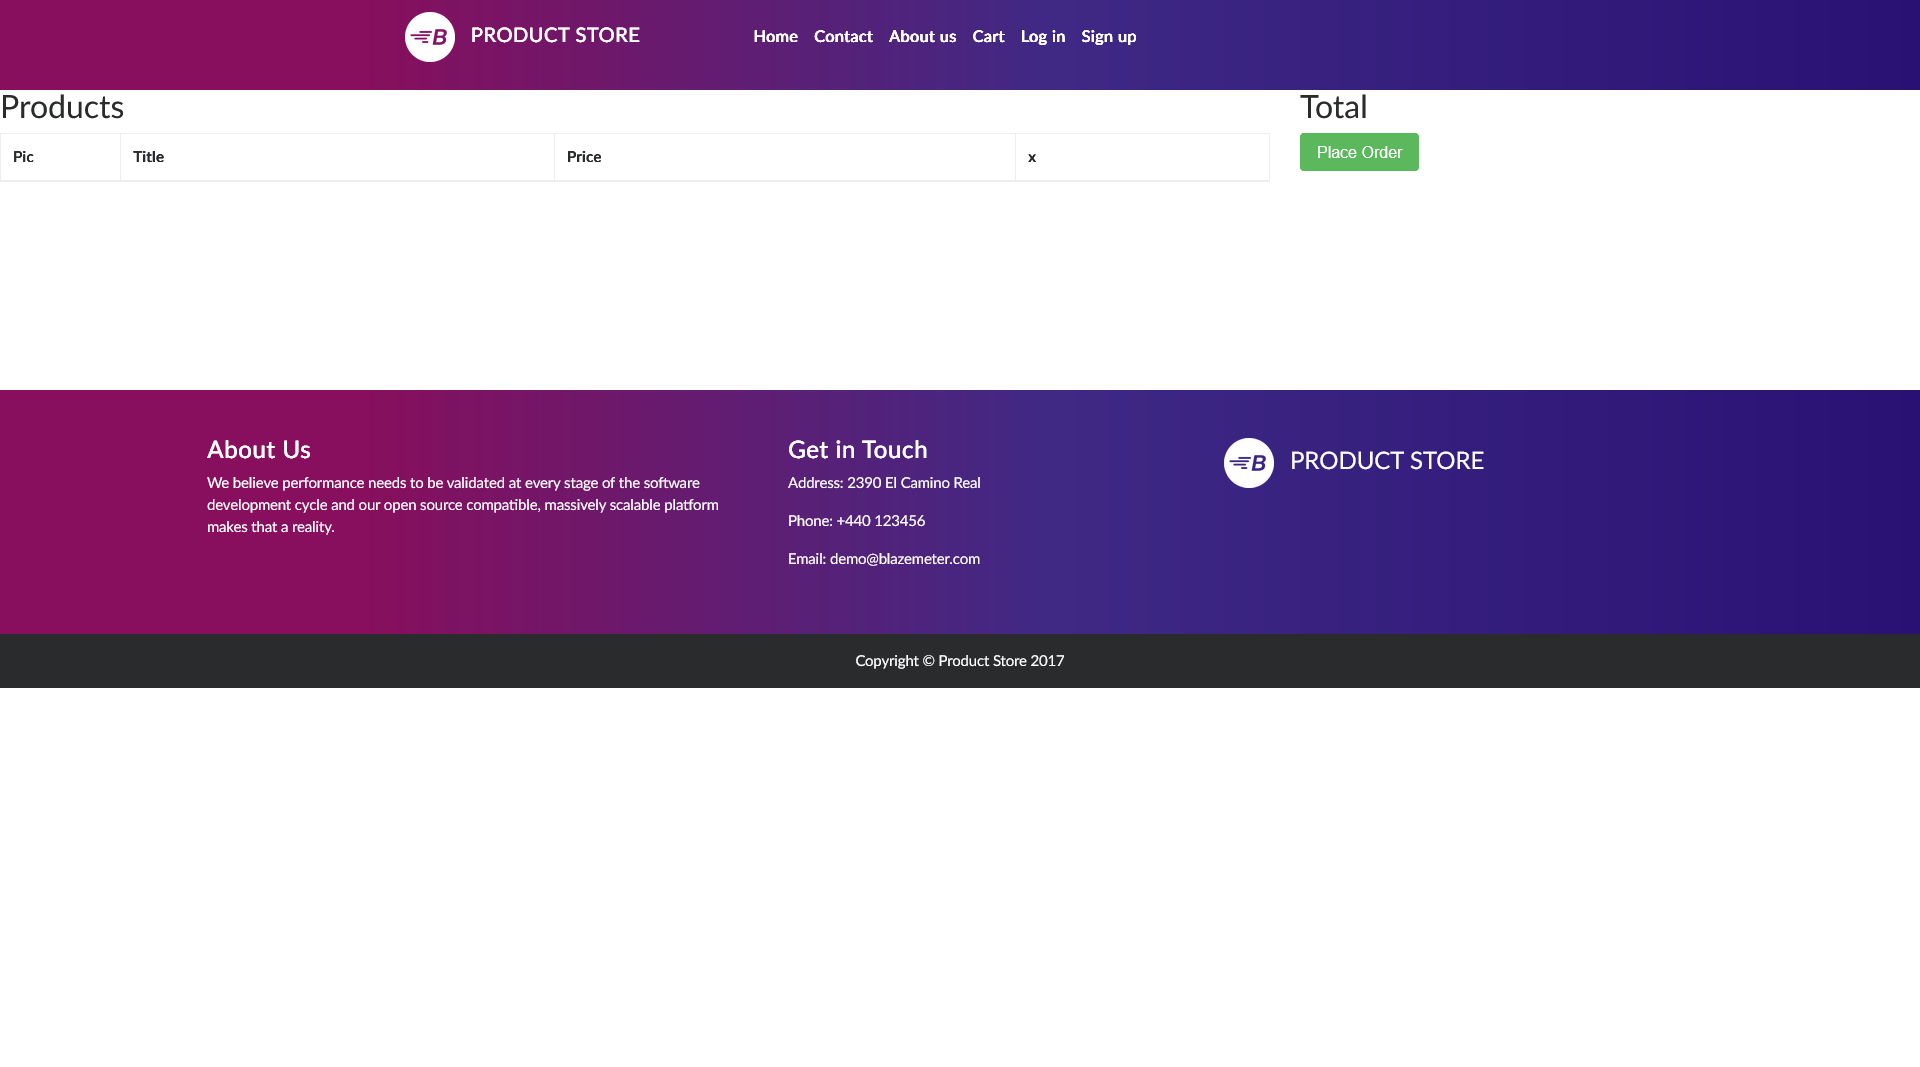 PRODUCT STORE
Home Contact About us Cart Log in Sign up
Products
Total
Pic Title Price x
Place Order
About Us
We believe performance needs to be validated at every stage of the software
development cycle and our open source compatible, massively scalable platform
makes that a reality.
Get in Touch
Address: 2390 El Camino Real
Phone: +440 123456
Email: demo@blazemeter.com
B PRODUCT STORE
Copyright © Product Store 2017